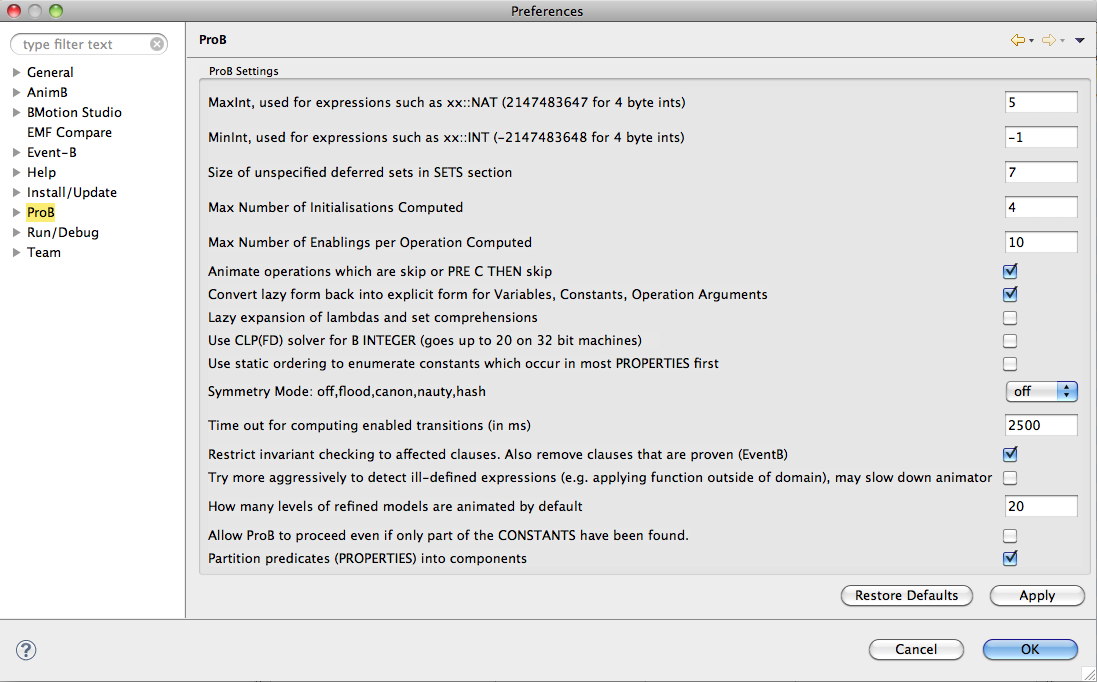 Preferences
type filter text
General
AnimB
BMotion Studio
EMF Compare
Event-B
Help
Install/Update
ProB
Run/Debug
Team
ProB
ProB Settings
MaxInt, used for expressions such as xx::NAT (2147483647 for 4 byte ints) 5
MinInt, used for expressions such as xx::INT (-2147483648 for 4 byte ints) -1
Size of unspecified deferred sets in SETS section 7
Max Number of Initialisations Computed 4
Max Number of Enablings per Operation Computed 10
Animate operations which are skip or PRE C THEN skip
Convert lazy form back into explicit form for Variables, Constants, Operation Arguments
Lazy expansion of lambdas and set comprehensions
Use CLP(FD) solver for B INTEGER (goes up to 20 on 32 bit machines)
Use static ordering to enumerate constants which occur in most PROPERTIES first
Symmetry Mode: off,flood,canon,nauty,hash off
Time out for computing enabled transitions (in ms) 2500
Restrict invariant checking to affected clauses. Also remove clauses that are proven (EventB)
Try more aggressively to detect ill-defined expressions (e.g. applying function outside of domain), may slow down animator
How many levels of refined models are animated by default 20
Allow ProB to proceed even if only part of the CONSTANTS have been found.
Partition predicates (PROPERTIES) into components
Restore Defaults Apply
? Cancel OK